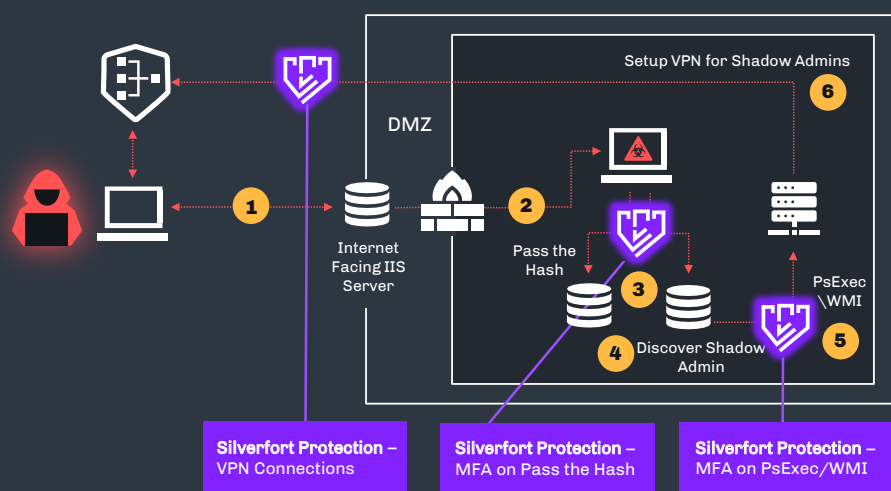 Setup VPN for Shadow Admins
6
DMZ
1
2
Internet
Facing IIS
Server
Pass the
Hash
3
PsExec
\WMI
4
Discover Shadow
Admin
5
Silverfort Protection –
VPN Connections
Silverfort Protection –
MFA on Pass the Hash
Silverfort Protection –
MFA on PsExec/WMI